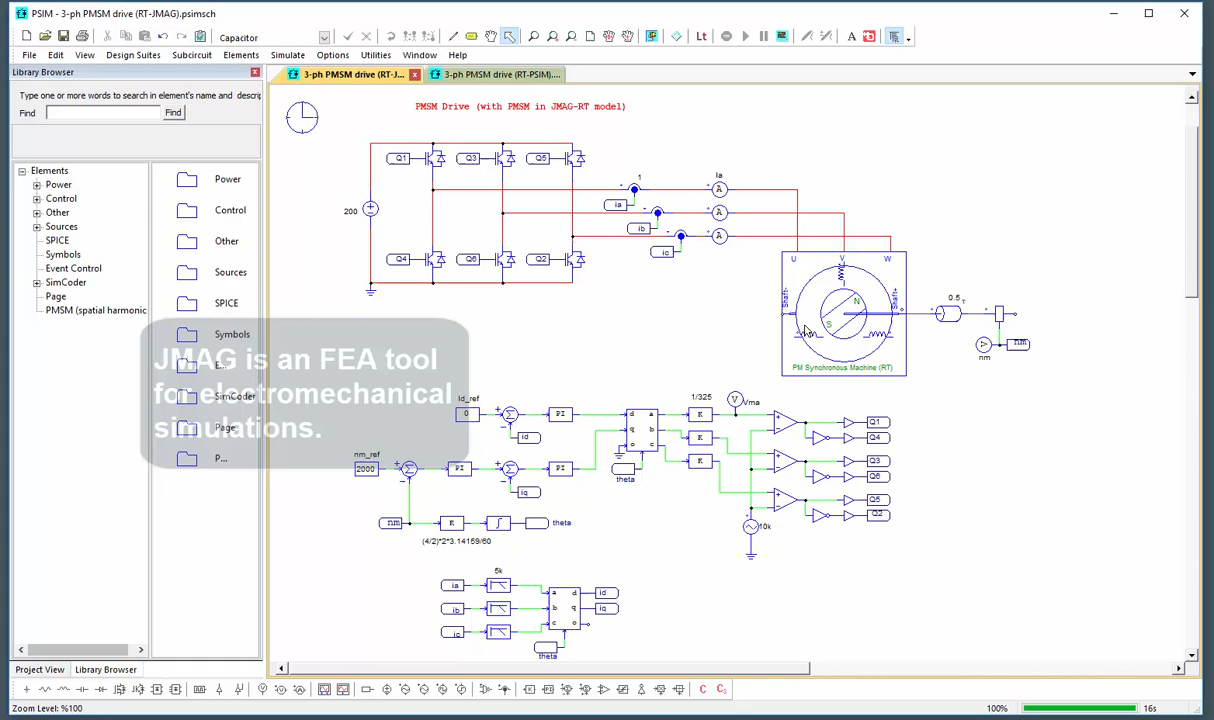 PSIM - 3-ph PMSM drive (RT-JMAG).psimsch
Capacitor
Lt
A
File Edit View Design Suites Subcircuit Elements Simulate Options Utilities Window Help
Library Browser
Type one or more words to search in element's name and descrip
Find
Find
Elements
Power
Control
Other
Sources
SPICE
Symbols
Event Control
SimCoder
Page
PMSM (spatial harmonic
Power
Control
Other
Sources
SPICE
Symbols
E...
SimCoder
Page
P...
JMAG is an FEA tool
for electromechanical
simulations.
3-ph PMSM drive (RT-J...
3-ph PMSM drive (RT-PSIM)....
PMSM Drive (with PMSM in JMAG-RT model)
Q1
Q3
Q5
200
Q4
Q6
Q2
1
Ia
A
A
A
ia
ib
ic
U
V
W
Shaft-
Shaft+
N
S
PM Synchronous Machine (RT)
0.5
T
nm
nm
Id_ref
0
id
PI
nm_ref
2000
PI
PI
iq
nm
K
theta
(4/2)*2*3.14159/60
d
q
o
a
b
c
theta
1/325
K
K
K
V
Vma
10k
Q1
Q4
Q3
Q6
Q5
Q2
5k
ia
ib
ic
a
b
c
d
q
o
id
iq
theta
Project View
Library Browser
C
Zoom Level: %100
100%
16s